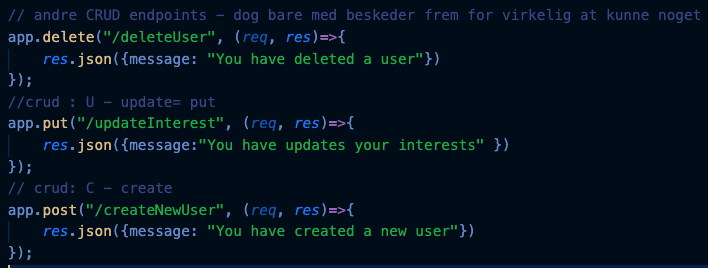 // andre CRUD endpoints – dog bare med beskeder frem for virkelig at kunne noget
app.delete("/deleteUser", (req, res)=>{
    res.json({message: "You have deleted a user"})
});
//crud : U – update= put
app.put("/updateInterest", (req, res)=>{
    res.json({message:"You have updates your interests" })
});
// crud: C – create
app.post("/createNewUser", (req, res)=>{
    res.json({message: "You have created a new user"})
});